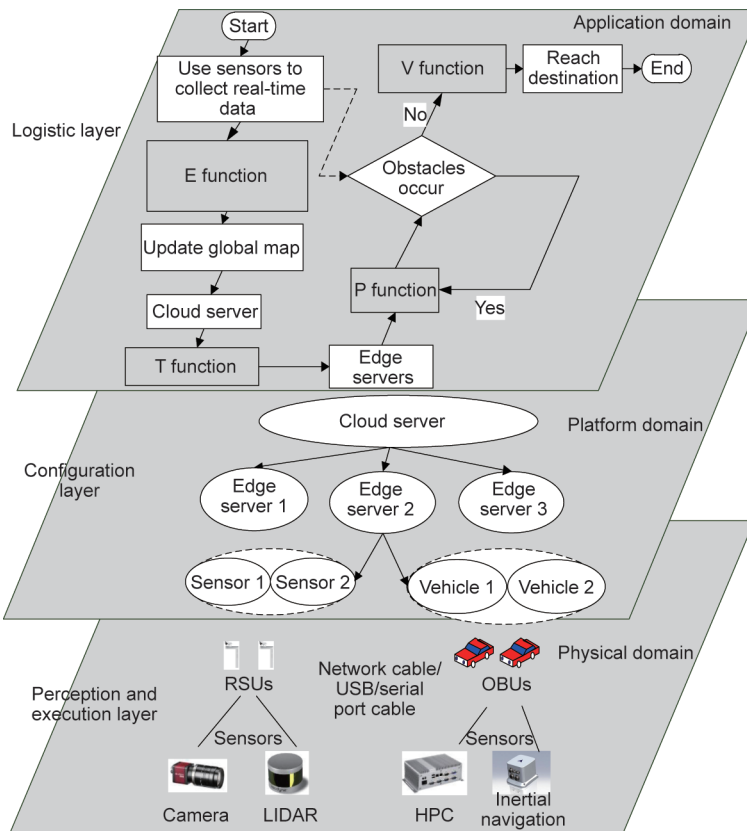 Application domain
Start
Use sensors to
collect real-time
data
V function
Reach
destination
End
No
Logistic layer
E function
Obstacles
occur
Update global map
P function
Yes
Cloud server
T function
Edge
servers
Cloud server
Platform domain
Configuration
layer
Edge
server 1
Edge
server 2
Edge
server 3
Sensor 1
Sensor 2
Vehicle 1
Vehicle 2
Physical domain
RSUs
Network cable/
USB/serial
port cable
OBUs
Perception and
execution layer
Sensors
Sensors
Camera
LIDAR
HPC
Inertial
navigation